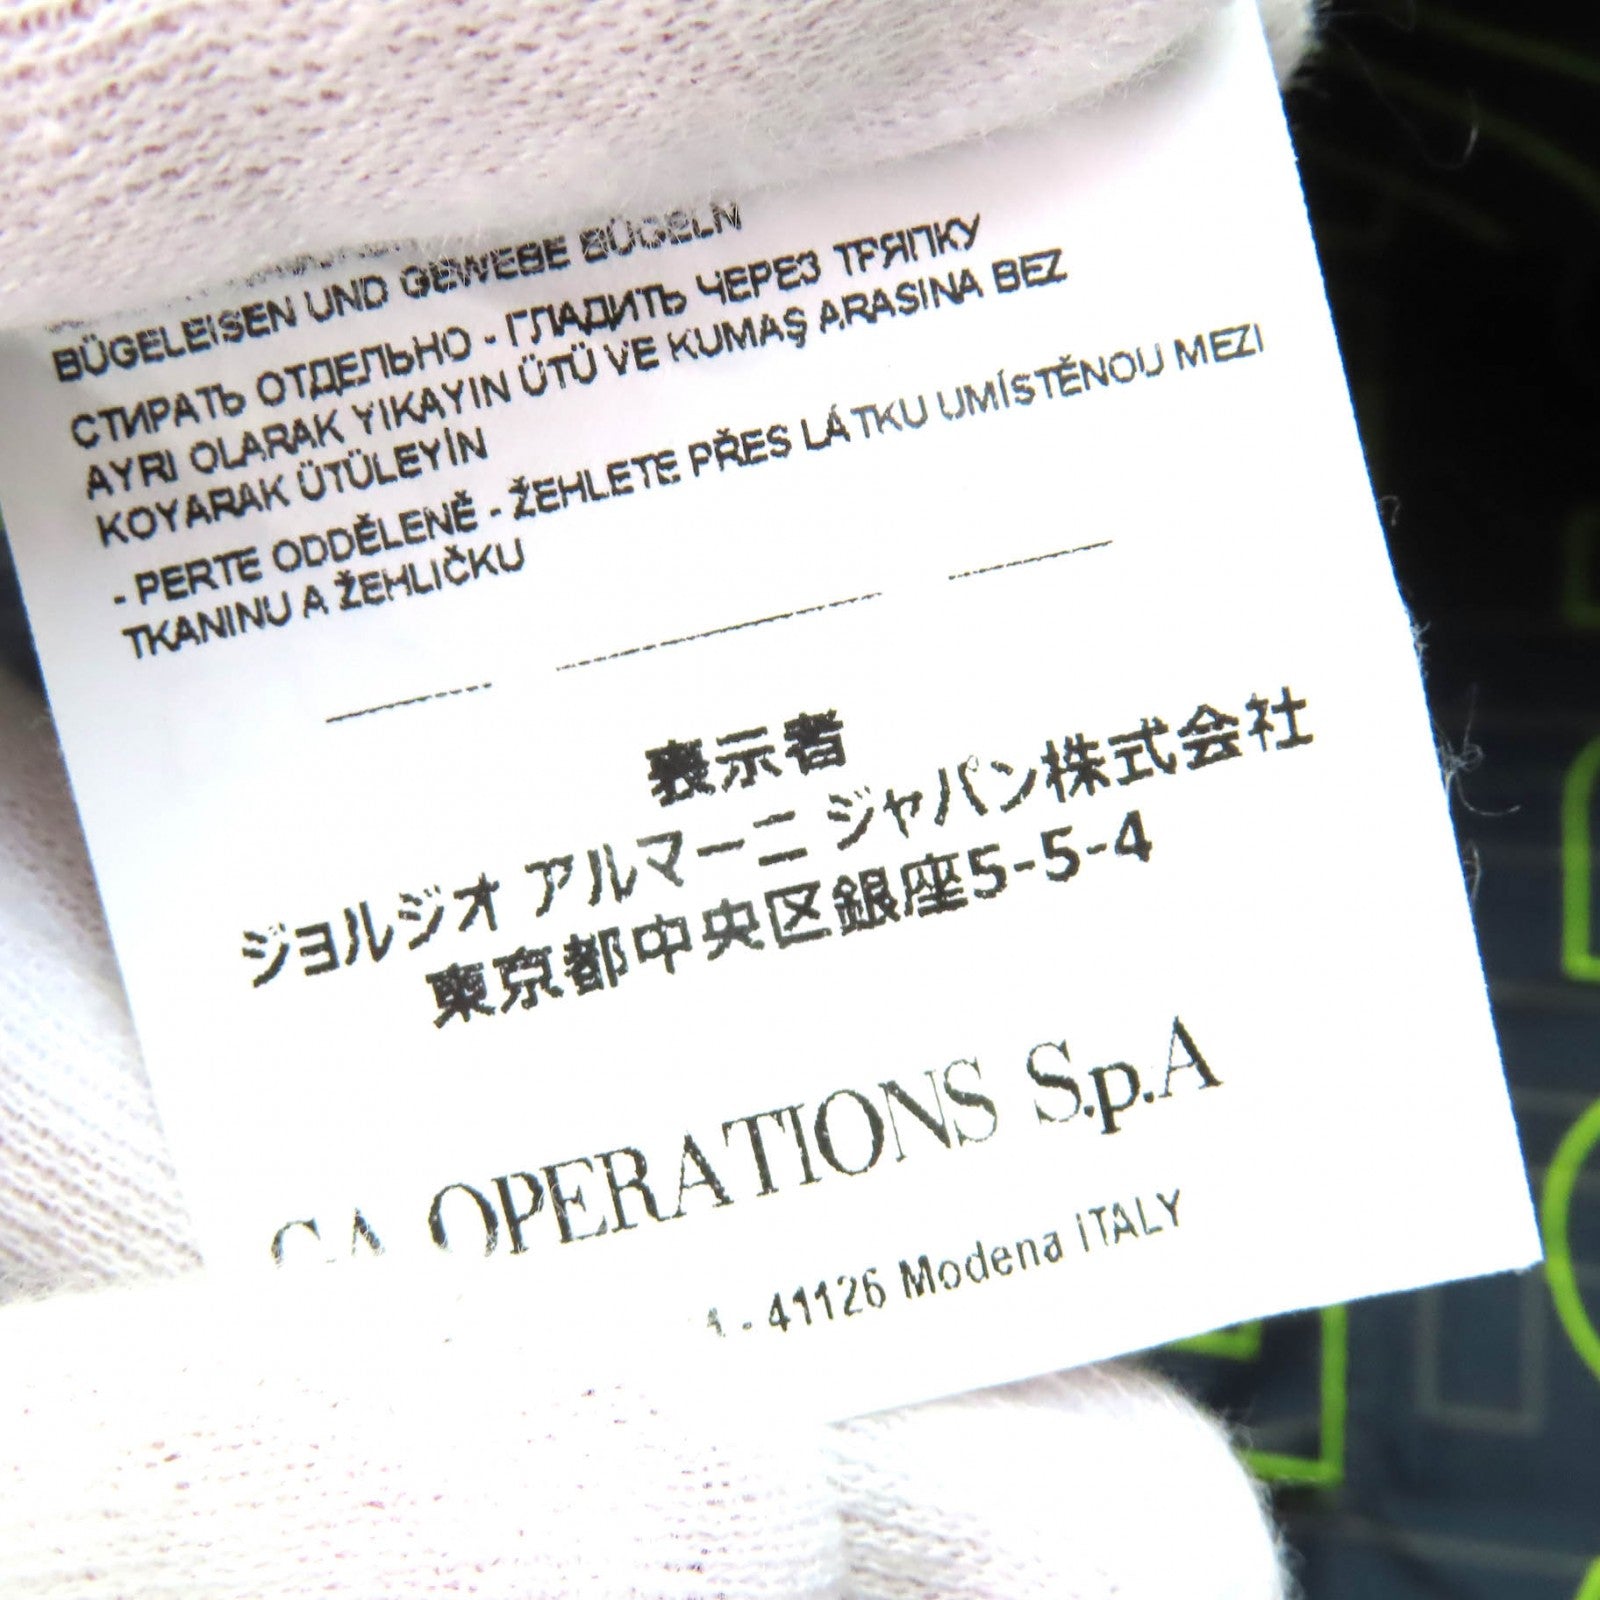 BÜGELEISEN UND GEWEBE BÜGELN
СТИРАТЬ ОТДЕЛЬНО - ГЛАДИТЬ ЧЕРЕЗ ТРЯПКУ
AYRI OLARAK YIKAYIN ÜTÜ VE KUMAŞ ARASINA BEZ
KOYARAK ÜTÜLEYİN
- PERTE ODDĚLENĚ - ŽEHLETE PŘES LÁTKU UMÍSTĚNOU MEZI
TKANINU A ŽEHLIČKU
表示者
ジョルジオ アルマーニ ジャパン株式会社
東京都中央区銀座5-5-4
GA OPERATIONS S.p.A
- 41126 Modena ITALY